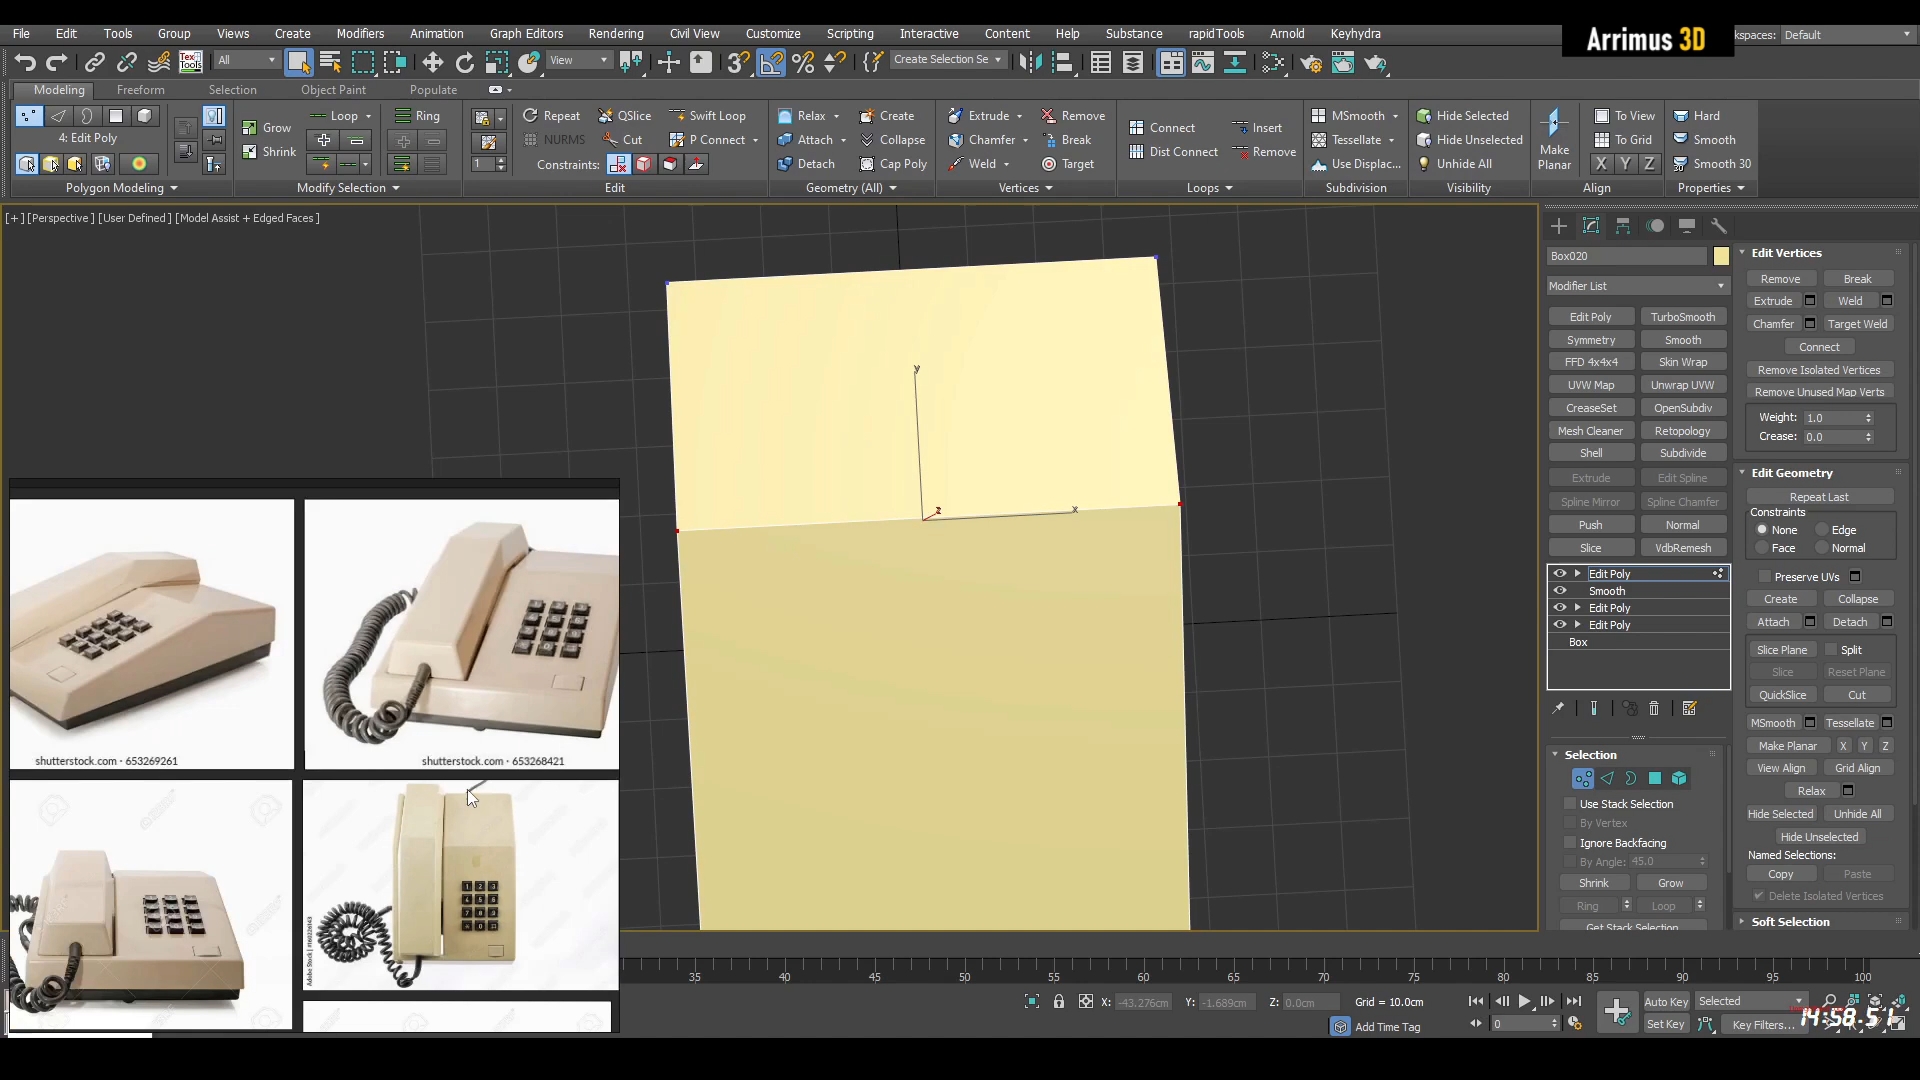 File Edit Tools Group Views Create Modifiers Animation Graph Editors Rendering Civil View Customize Scripting Interactive Content Substance rapidTools Arnold Help Keyhydra
Arrimus 3D
kspaces: Default
All View Create Selection Se
Modeling Freeform Selection Object Paint Populate
4: Edit Poly
Polygon Modeling
Grow
Shrink
Loop
Ring
Modify Selection
Repeat QSlice Swift Loop
NURMS Cut P Connect
1 Constraints:
Edit
Relax Create
Attach Collapse
Detach Cap Poly
Geometry (All)
Extrude Remove
Chamfer Break
Weld Target
Vertices
Connect Insert
Dist Connect Remove
Loops
MSmooth
Tessellate
Use Displac...
Subdivision
Hide Selected
Hide Unselected
Unhide All
Visibility
Make
Planar
To View
To Grid
X Y Z
Align
Hard
Smooth
Smooth 30
Properties
[+] [Perspective] [User Defined] [Model Assist + Edged Faces]
y
z
x
shutterstock.com · 653269261
shutterstock.com · 653268421
Box020
Modifier List
Edit Poly TurboSmooth
Symmetry Smooth
FFD 4x4x4 Skin Wrap
UVW Map Unwrap UVW
CreaseSet OpenSubdiv
Mesh Cleaner Retopology
Shell Subdivide
Extrude Edit Spline
Spline Mirror Spline Chamfer
Push Normal
Slice VdbRemesh
Edit Poly
Smooth
Edit Poly
Edit Poly
Box
Selection
Use Stack Selection
By Vertex
Ignore Backfacing
By Angle: 45.0
Shrink Grow
Ring Loop
Get Stack Selection
Edit Vertices
Remove Break
Extrude Weld
Chamfer Target Weld
Connect
Remove Isolated Vertices
Remove Unused Map Verts
Weight: 1.0
Crease: 0.0
Edit Geometry
Repeat Last
Constraints
None Edge
Face Normal
Preserve UVs
Create Collapse
Attach Detach
Slice Plane Split
Slice Reset Plane
QuickSlice Cut
MSmooth Tessellate
Make Planar X Y Z
View Align Grid Align
Relax
Hide Selected Unhide All
Hide Unselected
Named Selections:
Copy Paste
Delete Isolated Vertices
Soft Selection
35 40 45 50 55 60 65 70 75 80 85 90 95 100
X: -43.276cm Y: -1.689cm Z: 0.0cm Grid = 10.0cm
Add Time Tag
0
Auto Key Selected
Set Key Key Filters...
14:58.51